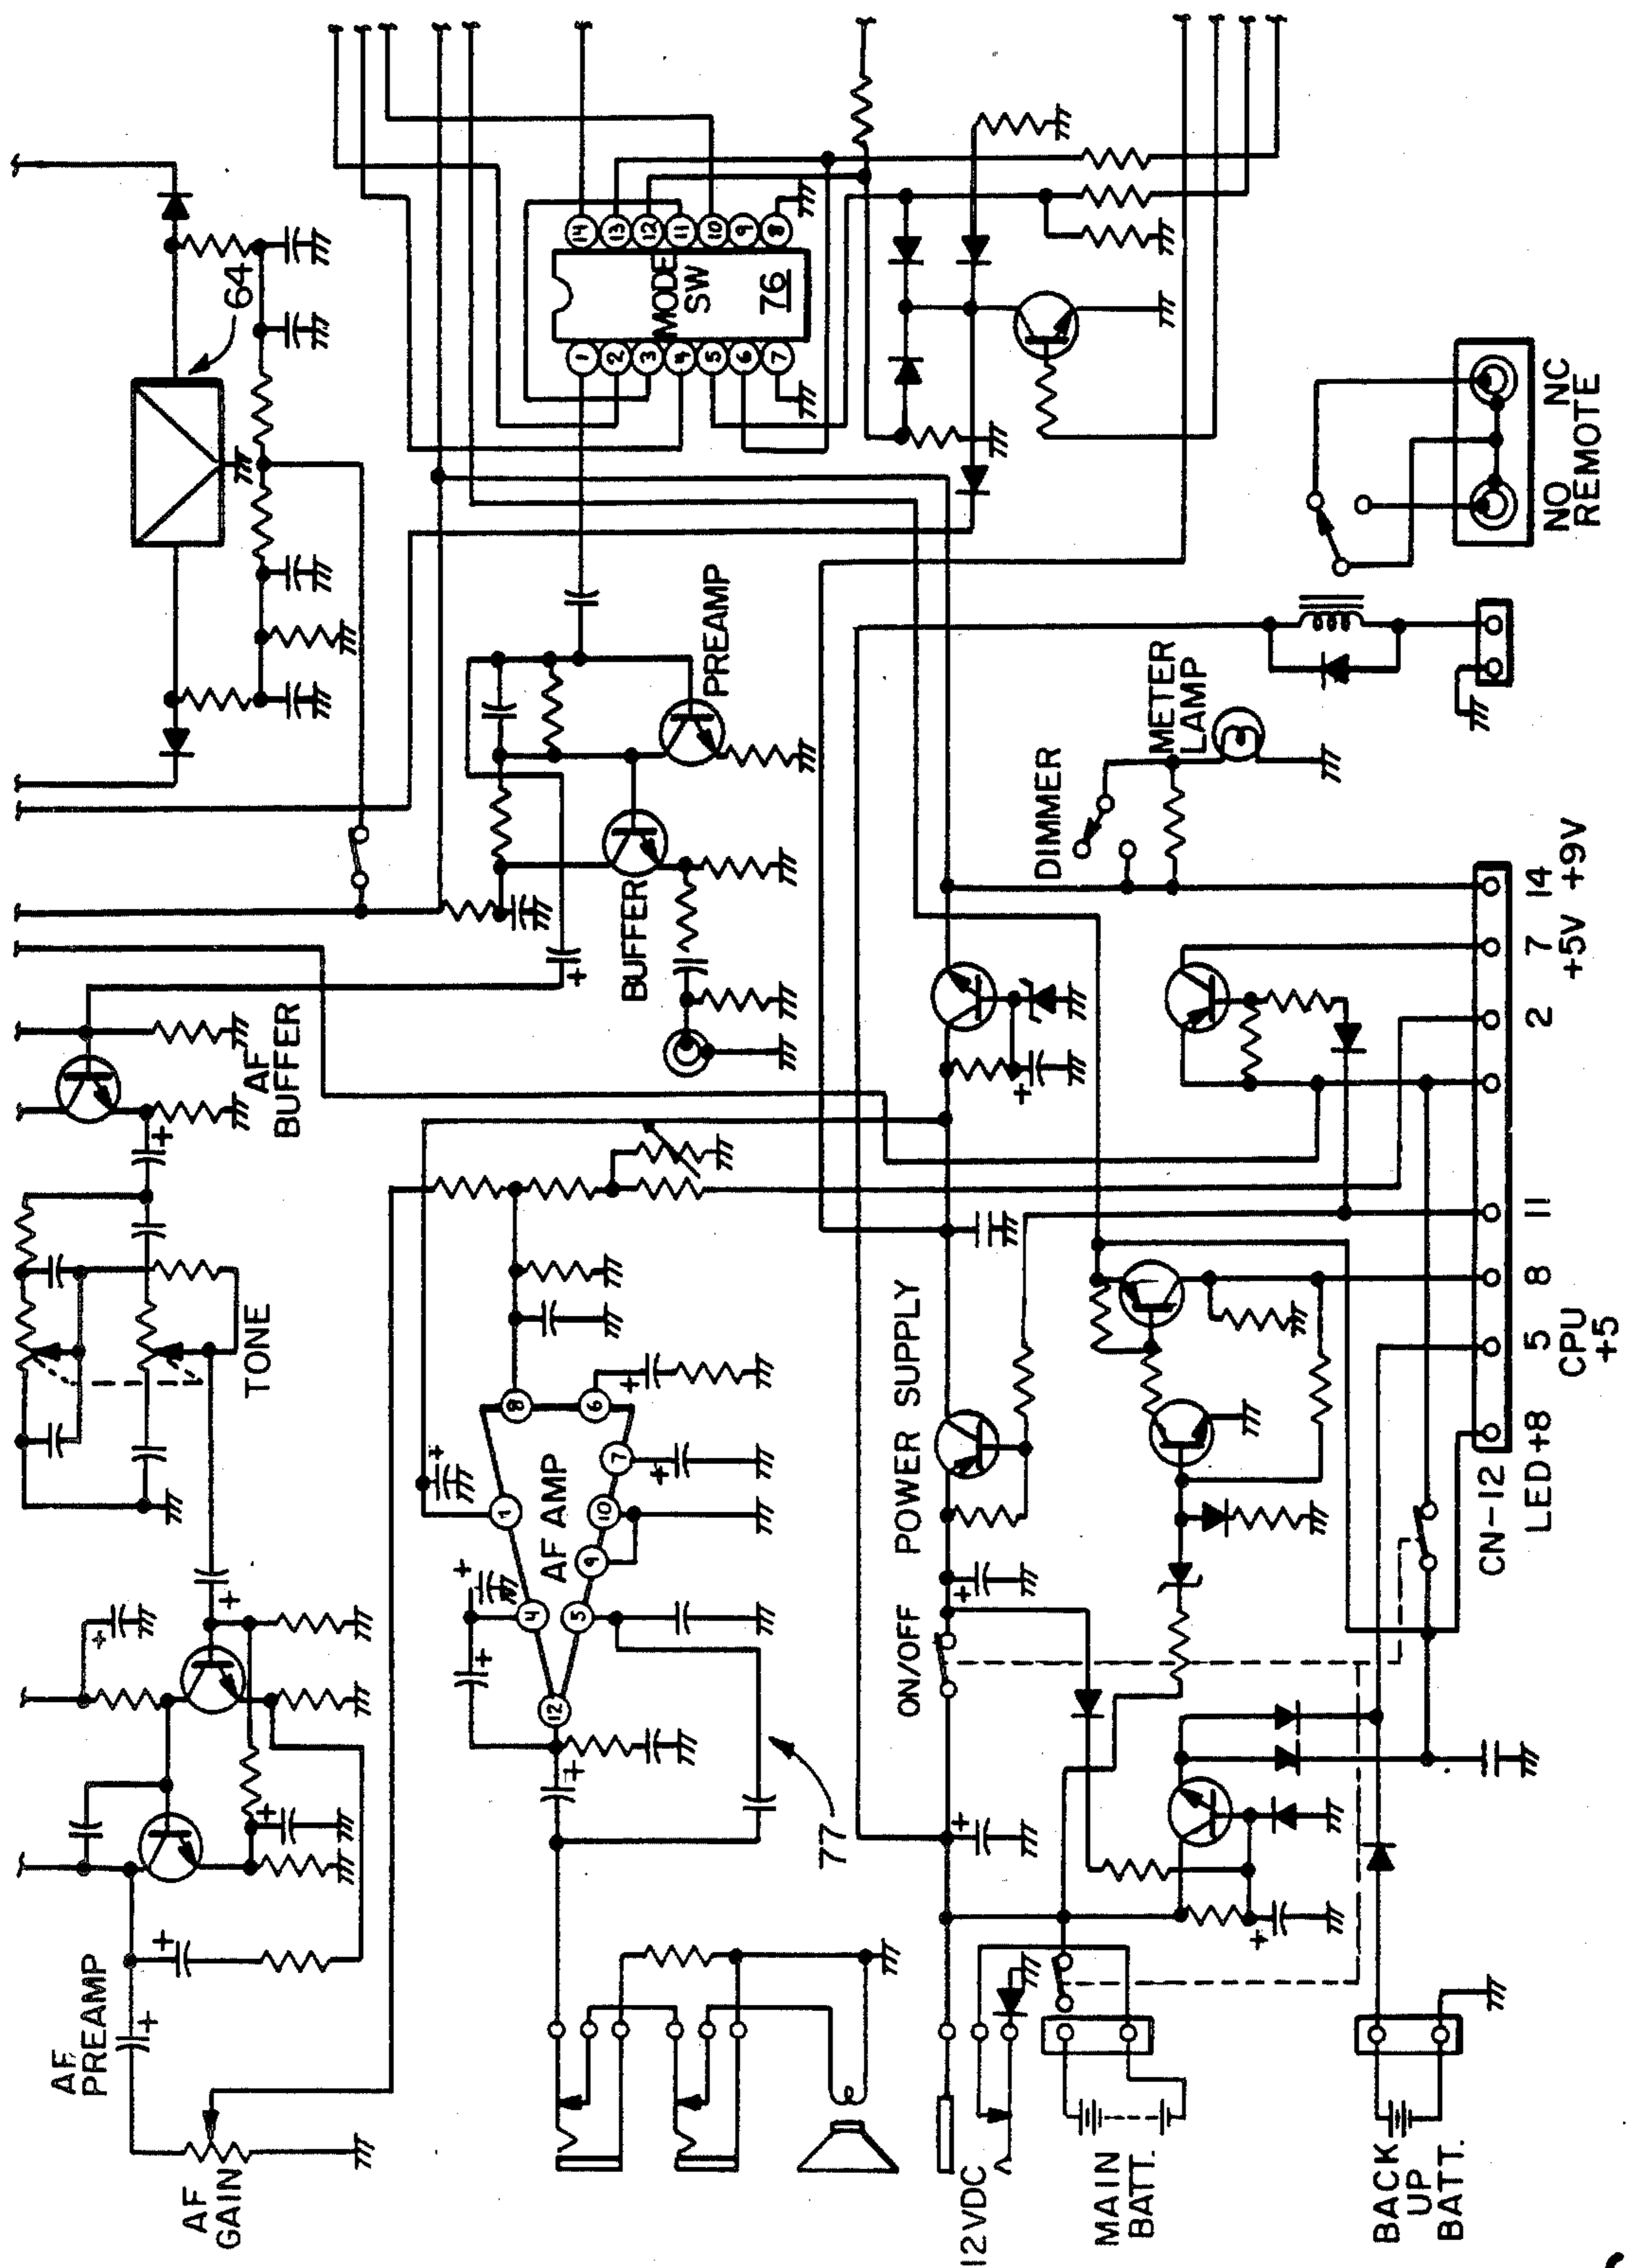 64
14
13
12
11
10
9
8
MODE
SW
76
1
2
3
4
5
6
7
PREAMP
BUFFER
AF
BUFFER
TONE
AF
PREAMP
AF
GAIN
8
6
7
10
9
5
4
1
12
AF AMP
77
POWER SUPPLY
ON/OFF
DIMMER
METER
LAMP
NO NC
REMOTE
12VDC
MAIN
BATT.
BACK
UP
BATT.
CN-12
LED+8
5
8
11
2
7
14
CPU
+5
+5V
+9V